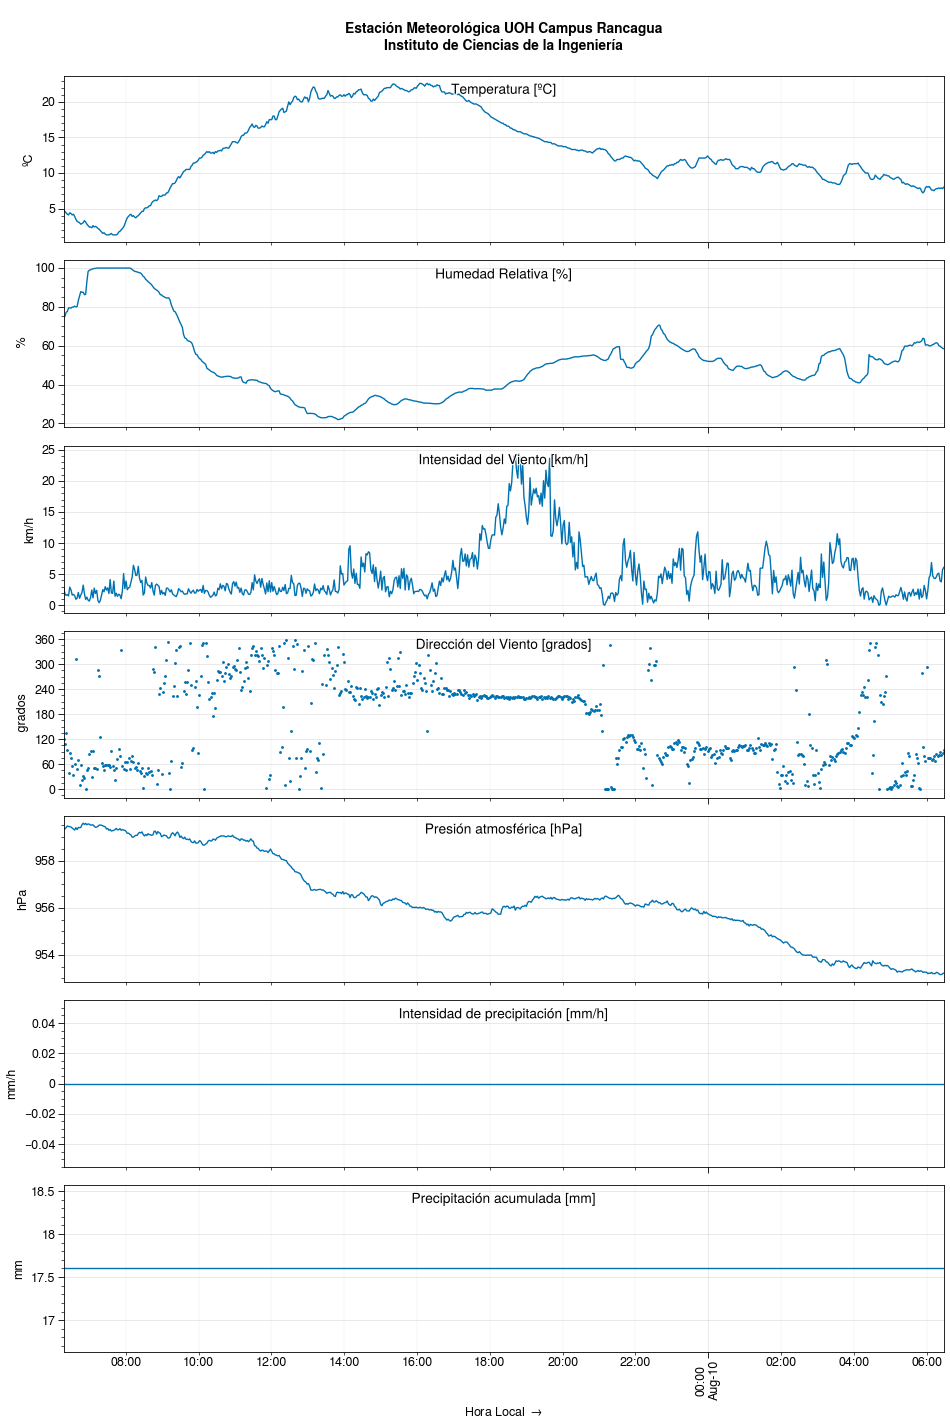 Estación Meteorológica UOH Campus Rancagua
Instituto de Ciencias de la Ingeniería
Temperatura [ºC]
20
15
10
5
ºC
Humedad Relativa [%]
100
80
60
40
20
%
Intensidad del Viento [km/h]
25
20
15
10
5
0
km/h
Dirección del Viento [grados]
360
300
240
180
120
60
0
grados
Presión atmosférica [hPa]
958
956
954
hPa
Intensidad de precipitación [mm/h]
0.04
0.02
0
−0.02
−0.04
mm/h
Precipitación acumulada [mm]
18.5
18
17.5
17
mm
08:00 10:00 12:00 14:00 16:00 18:00 20:00 22:00 00:00 02:00 04:00 06:00
Aug-10
Hora Local →